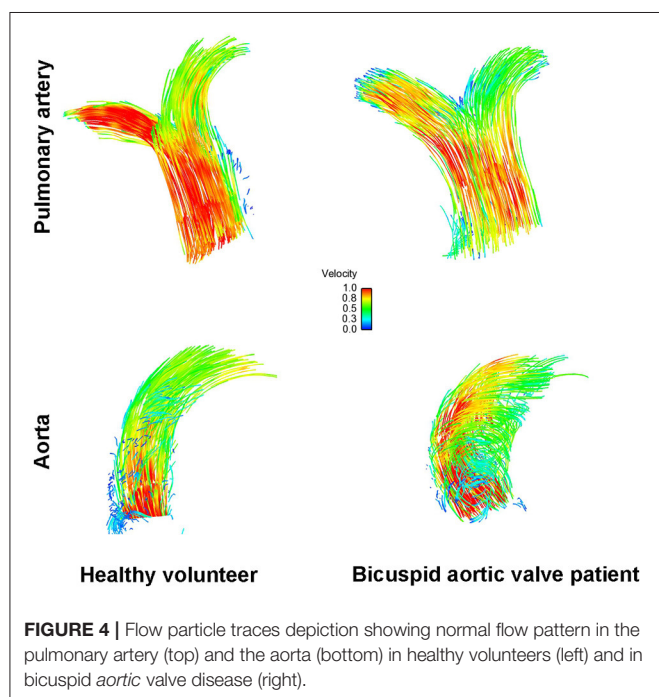 Pulmonary artery
Velocity
1.0
0.8
0.5
0.3
0.0
Aorta
Healthy volunteer
Bicuspid aortic valve patient
FIGURE 4 | Flow particle traces depiction showing normal flow pattern in the
pulmonary artery (top) and the aorta (bottom) in healthy volunteers (left) and in
bicuspid aortic valve disease (right).